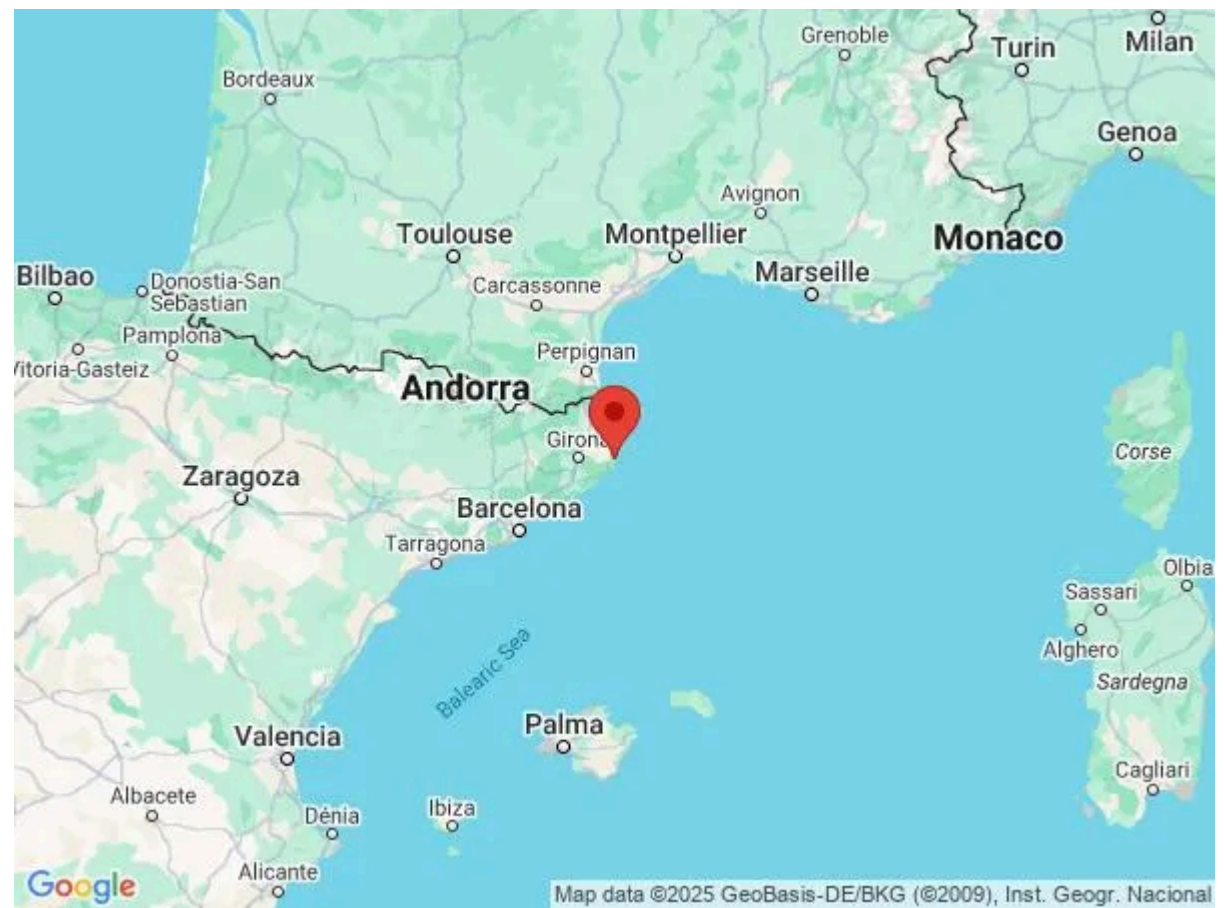 Grenoble
Turin
Milan
Bordeaux
Genoa
Avignon
Toulouse
Montpellier
Monaco
Bilbao
Donostia-San
Sebastian
Marseille
Carcassonne
Pamplona
Vitoria-Gasteiz
Perpignan
Andorra
Girona
Corse
Zaragoza
Barcelona
Tarragona
Olbia
Sassari
Alghero
Balearic Sea
Sardegna
Palma
Valencia
Cagliari
Albacete
Ibiza
Dénia
Alicante
Google
Map data ©2025 GeoBasis-DE/BKG (©2009), Inst. Geogr. Nacional